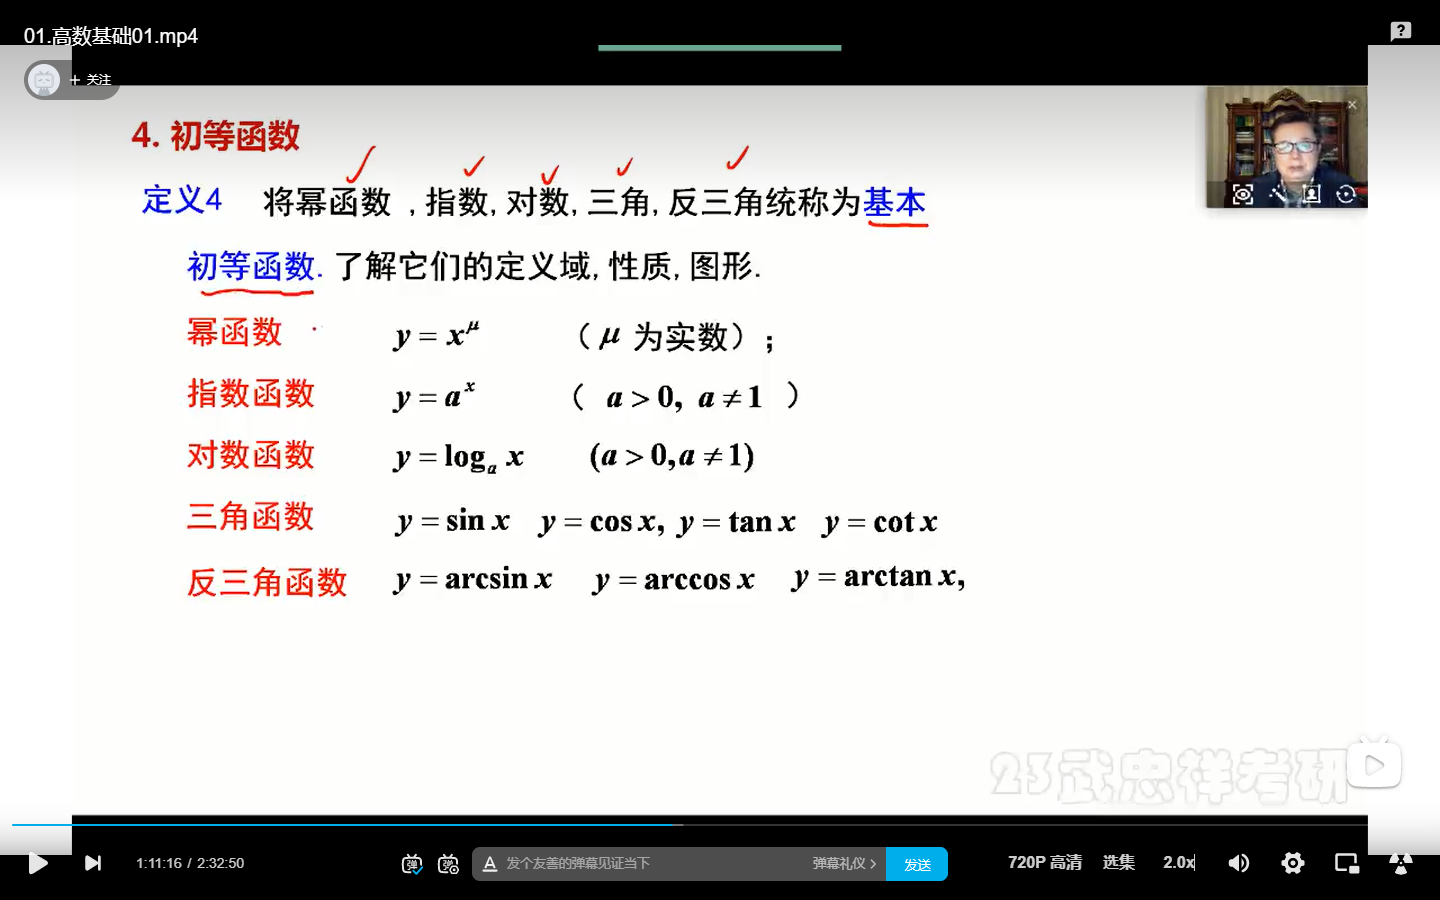 01.高数基础01.mp4
+ 关注
4. 初等函数
定义4 将幂函数 , 指数, 对数, 三角, 反三角统称为基本
初等函数. 了解它们的定义域, 性质, 图形.
幂函数 y = x^μ （ μ 为实数）;
指数函数 y = a^x （ a > 0, a ≠ 1 ）
对数函数 y = log_a x (a > 0, a ≠ 1)
三角函数 y = sin x y = cos x, y = tan x y = cot x
反三角函数 y = arcsin x y = arccos x y = arctan x,
23武忠祥考研
1:11:16 / 2:32:50 弹 弹 A 发个友善的弹幕见证当下 弹幕礼仪 > 发送 720P 高清 选集 2.0x